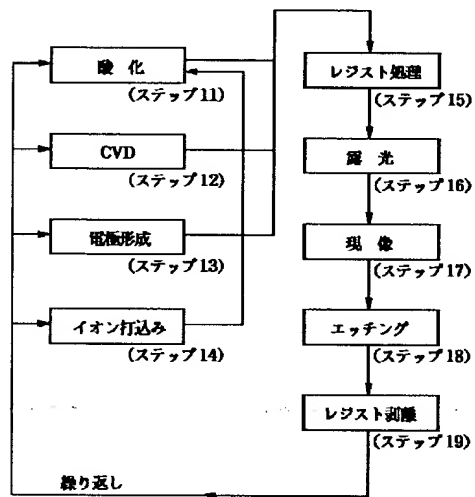 酸化
(ステップ11)
CVD
(ステップ12)
電極形成
(ステップ13)
イオン打込み
(ステップ14)
レジスト処理
(ステップ15)
露光
(ステップ16)
現像
(ステップ17)
エッチング
(ステップ18)
レジスト剥離
(ステップ19)
繰り返し